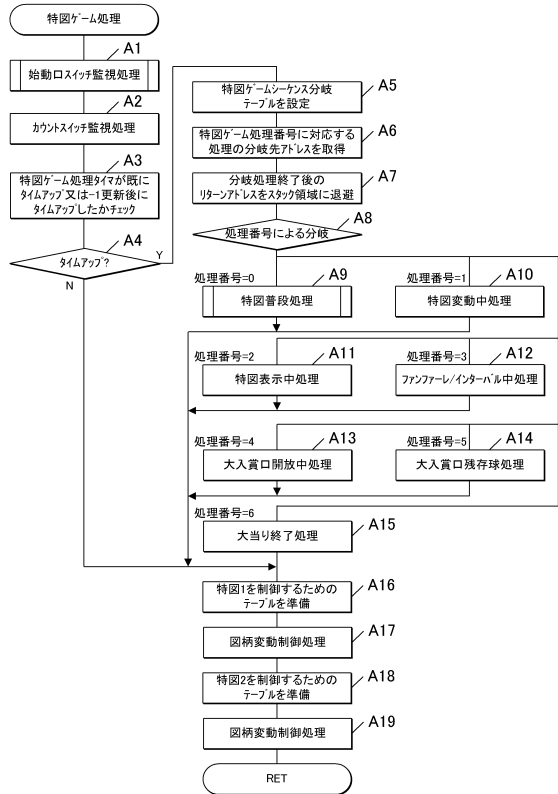 特図ゲーム処理
A1
始動口スイッチ監視処理
A2
カウントスイッチ監視処理
A3
特図ゲーム処理タイマが既に
タイムアップ又は-1更新後に
タイムアップしたかチェック
A4
タイムアップ?
Y
N
A5
特図ゲームシーケンス分岐
テーブルを設定
A6
特図ゲーム処理番号に対応する
処理の分岐先アドレスを取得
A7
分岐処理終了後の
リターンアドレスをスタック領域に退避
A8
処理番号による分岐
処理番号=0
A9
特図普段処理
処理番号=1
A10
特図変動中処理
処理番号=2
A11
特図表示中処理
処理番号=3
A12
ファンファーレ/インターバル中処理
処理番号=4
A13
大入賞口開放中処理
処理番号=5
A14
大入賞口残存球処理
処理番号=6
A15
大当り終了処理
A16
特図1を制御するための
テーブルを準備
A17
図柄変動制御処理
A18
特図2を制御するための
テーブルを準備
A19
図柄変動制御処理
RET